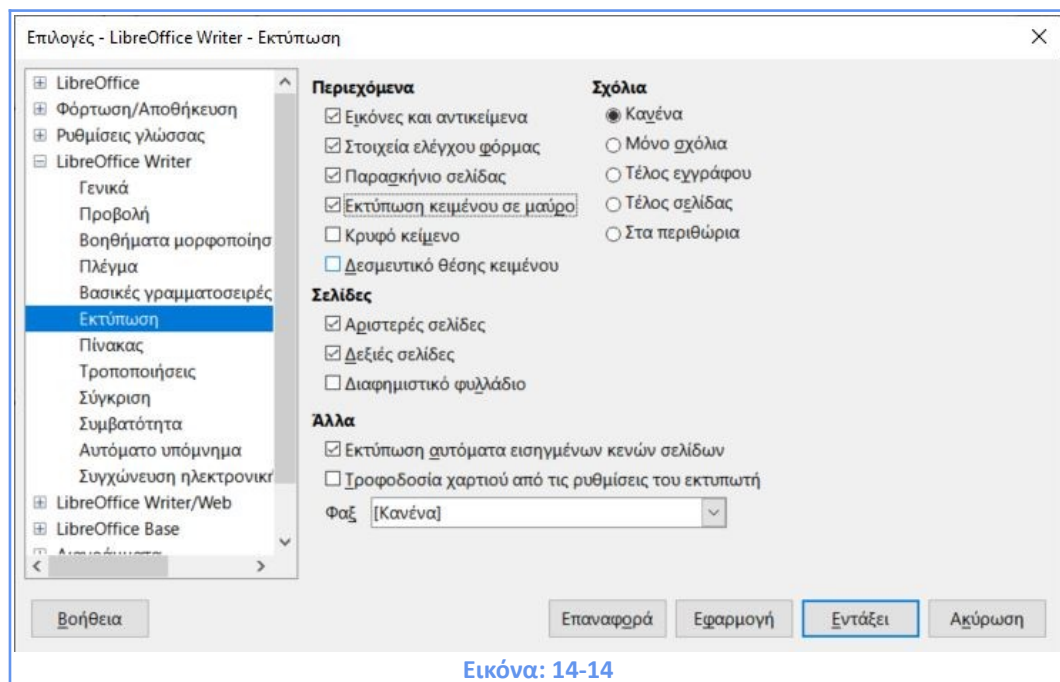 Επιλογές - LibreOffice Writer - Εκτύπωση
LibreOffice
Φόρτωση/Αποθήκευση
Ρυθμίσεις γλώσσας
LibreOffice Writer
Γενικά
Προβολή
Βοηθήματα μορφοποίησ
Πλέγμα
Βασικές γραμματοσειρές
Εκτύπωση
Πίνακας
Τροποποιήσεις
Σύγκριση
Συμβατότητα
Αυτόματο υπόμνημα
Συγχώνευση ηλεκτρονική
LibreOffice Writer/Web
LibreOffice Base
Διαγράμματα
Περιεχόμενα
Εικόνες και αντικείμενα
Στοιχεία ελέγχου φόρμας
Παρασκήνιο σελίδας
Εκτύπωση κειμένου σε μαύρο
Κρυφό κείμενο
Δεσμευτικό θέσης κειμένου
Σχόλια
Κανένα
Μόνο σχόλια
Τέλος εγγράφου
Τέλος σελίδας
Στα περιθώρια
Σελίδες
Αριστερές σελίδες
Δεξιές σελίδες
Διαφημιστικό φυλλάδιο
Άλλα
Εκτύπωση αυτόματα εισηγμένων κενών σελίδων
Τροφοδοσία χαρτιού από τις ρυθμίσεις του εκτυπωτή
Φαξ [Κανένα]
Βοήθεια Επαναφορά Εφαρμογή Εντάξει Ακύρωση
Εικόνα: 14-14